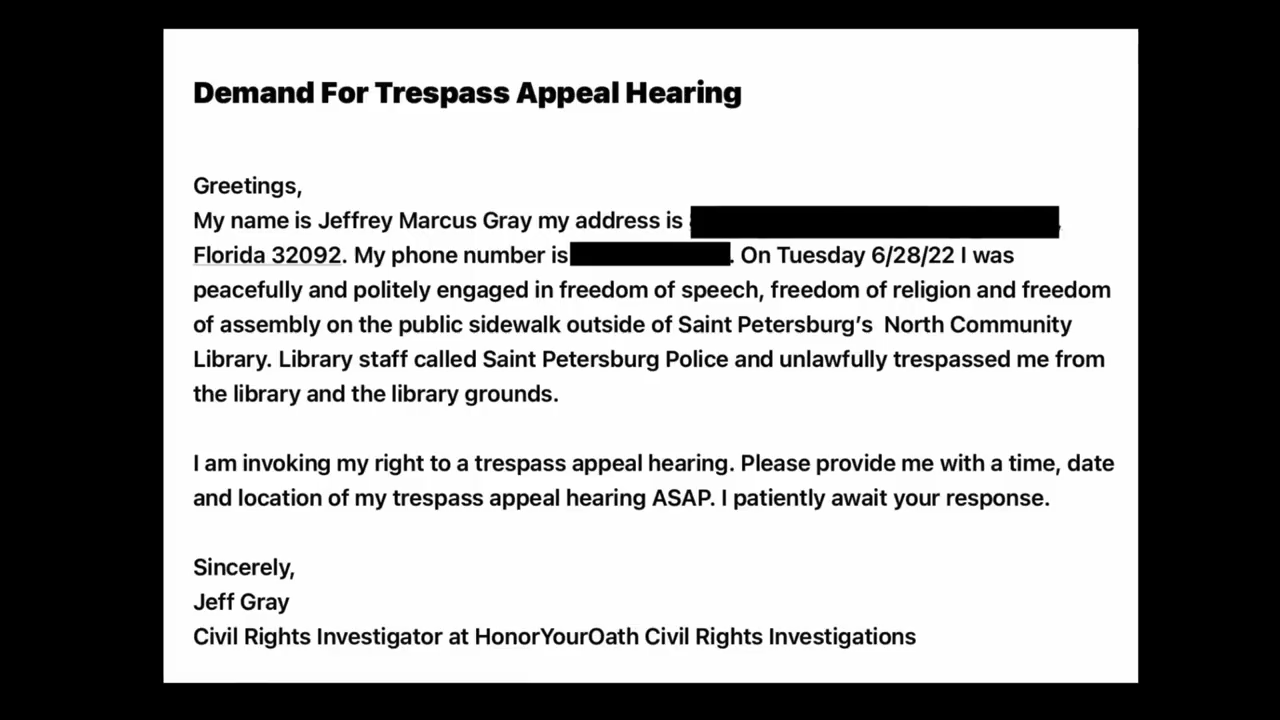 Demand For Trespass Appeal Hearing
Greetings,
My name is Jeffrey Marcus Gray my address is
Florida 32092. My phone number is . On Tuesday 6/28/22 I was
peacefully and politely engaged in freedom of speech, freedom of religion and freedom
of assembly on the public sidewalk outside of Saint Petersburg’s  North Community
Library. Library staff called Saint Petersburg Police and unlawfully trespassed me from
the library and the library grounds.
I am invoking my right to a trespass appeal hearing. Please provide me with a time, date
and location of my trespass appeal hearing ASAP. I patiently await your response.
Sincerely,
Jeff Gray
Civil Rights Investigator at HonorYourOath Civil Rights Investigations